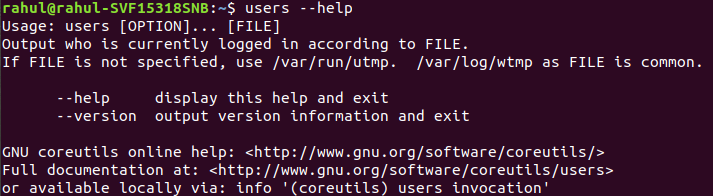 rahul@rahul-SVF15318SNB:~$ users --help
Usage: users [OPTION]... [FILE]
Output who is currently logged in according to FILE.
If FILE is not specified, use /var/run/utmp.  /var/log/wtmp as FILE is common.
      --help     display this help and exit
      --version  output version information and exit
GNU coreutils online help: <http://www.gnu.org/software/coreutils/>
Full documentation at: <http://www.gnu.org/software/coreutils/users>
or available locally via: info '(coreutils) users invocation'